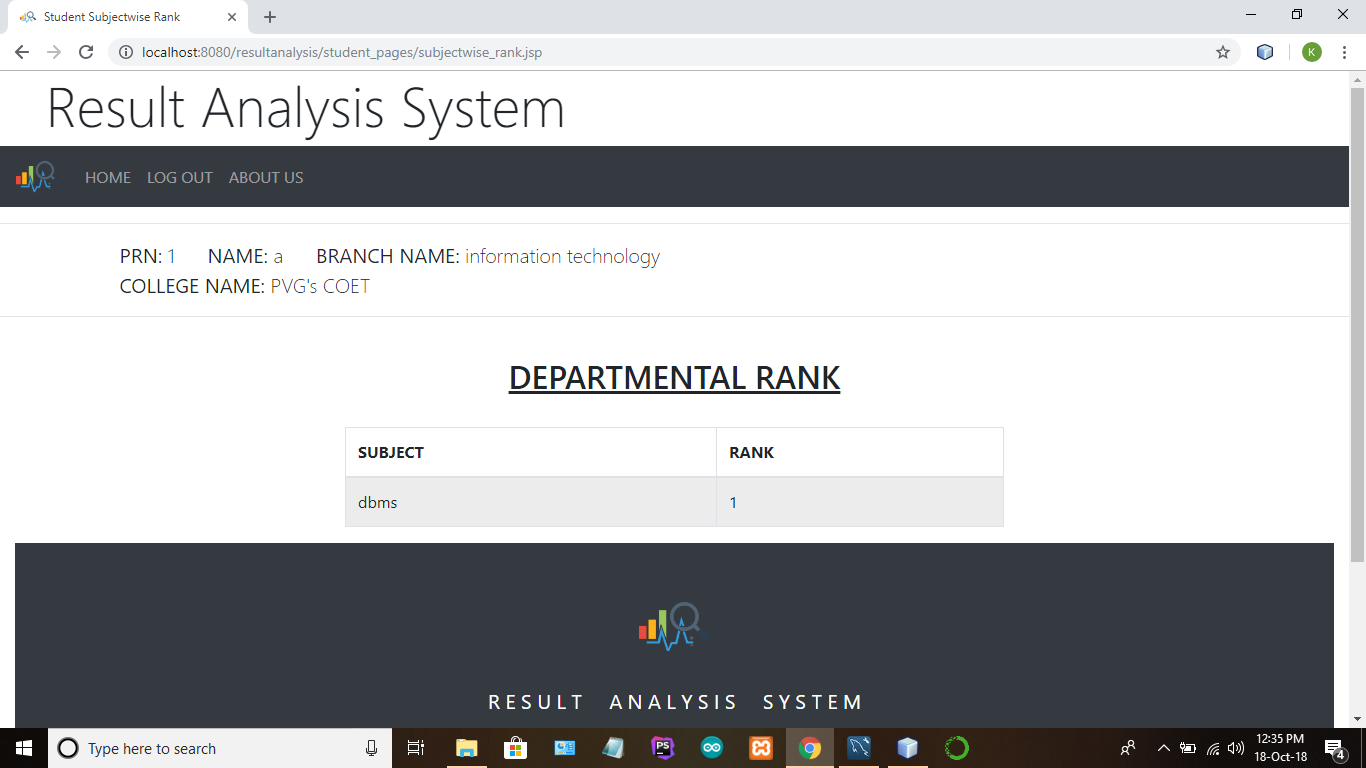 Student Subjectwise Rank
localhost:8080/resultanalysis/student_pages/subjectwise_rank.jsp
K
Result Analysis System
HOME LOG OUT ABOUT US
PRN: 1 NAME: a BRANCH NAME: information technology
COLLEGE NAME: PVG's COET
DEPARTMENTAL RANK
SUBJECT RANK
dbms 1
RESULT ANALYSIS SYSTEM
Type here to search
PS
12:35 PM
18-Oct-18
4